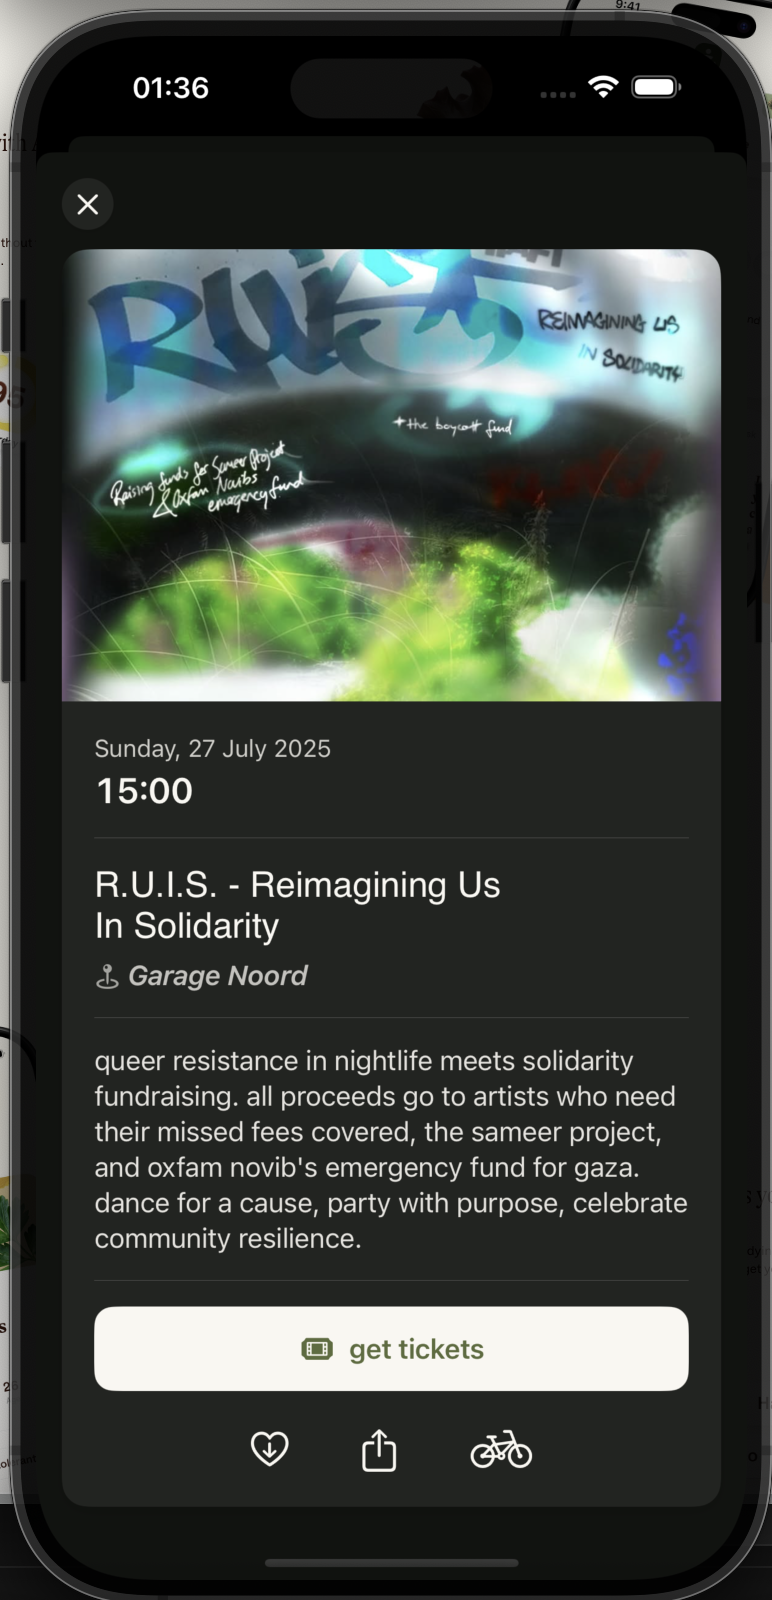 9:41
01:36
RUIS
REIMAGINING US
IN SOLIDARITY
+the boycott fund
Raising funds for Sameer Project
& Oxfam Novibs
emergency fund
Sunday, 27 July 2025
15:00
R.U.I.S. - Reimagining Us
In Solidarity
Garage Noord
queer resistance in nightlife meets solidarity
fundraising. all proceeds go to artists who need
their missed fees covered, the sameer project,
and oxfam novib's emergency fund for gaza.
dance for a cause, party with purpose, celebrate
community resilience.
get tickets